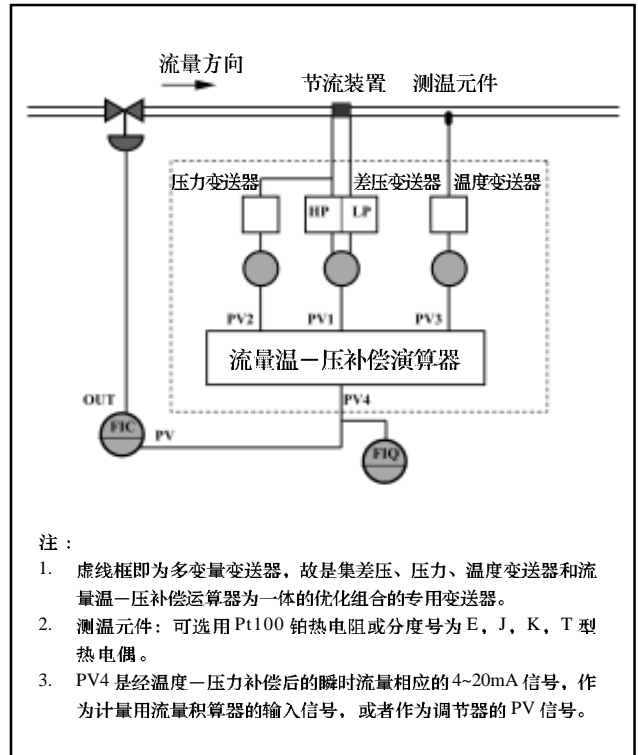 流量方向
节流装置 测温元件
压力变送器 差压变送器 温度变送器
HP LP
PV2 PV1 PV3
流量温－压补偿演算器
OUT PV4
FIC PV
FIQ
注：
1. 虚线框即为多变量变送器，故是集差压、压力、温度变送器和流
量温－压补偿运算器为一体的优化组合的专用变送器。
2. 测温元件：可选用Pt100 铂热电阻或分度号为E，J，K，T 型
热电偶。
3. PV4 是经温度－压力补偿后的瞬时流量相应的4~20mA 信号，作
为计量用流量积算器的输入信号，或者作为调节器的PV 信号。